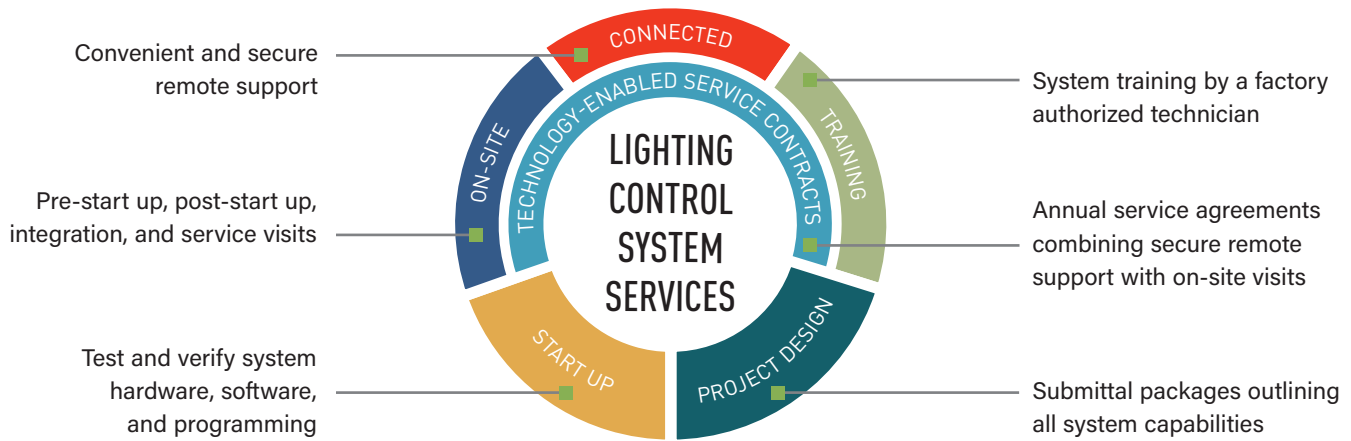 Convenient and secure
remote support
Pre-start up, post-start up,
integration, and service visits
Test and verify system
hardware, software,
and programming
CONNECTED
TECHNOLOGY-ENABLED SERVICE CONTRACTS
ON-SITE
TRAINING
LIGHTING
CONTROL
SYSTEM
SERVICES
START UP
PROJECT DESIGN
System training by a factory
authorized technician
Annual service agreements
combining secure remote
support with on-site visits
Submittal packages outlining
all system capabilities